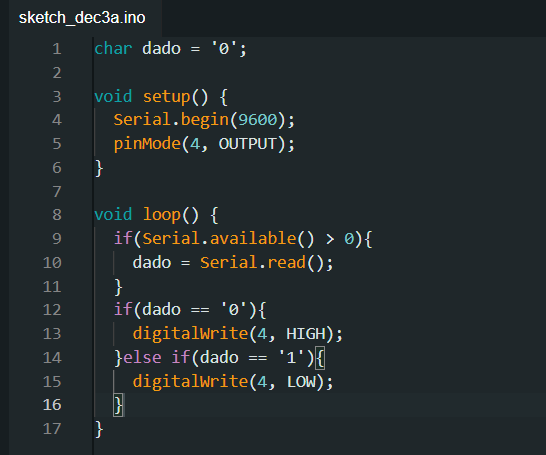 sketch_dec3a.ino
1 char dado = '0';
2
3 void setup() {
4   Serial.begin(9600);
5   pinMode(4, OUTPUT);
6 }
7
8 void loop() {
9   if(Serial.available() > 0){
10     dado = Serial.read();
11   }
12   if(dado == '0'){
13     digitalWrite(4, HIGH);
14   }else if(dado == '1'){
15     digitalWrite(4, LOW);
16   }
17 }